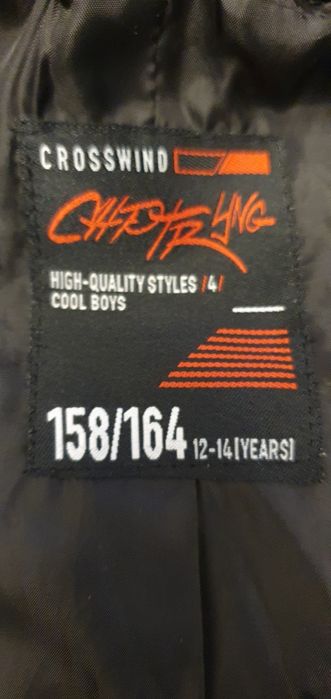 CROSSWIND
HIGH-QUALITY STYLES /4/
COOL BOYS
158/164 12-14[YEARS]